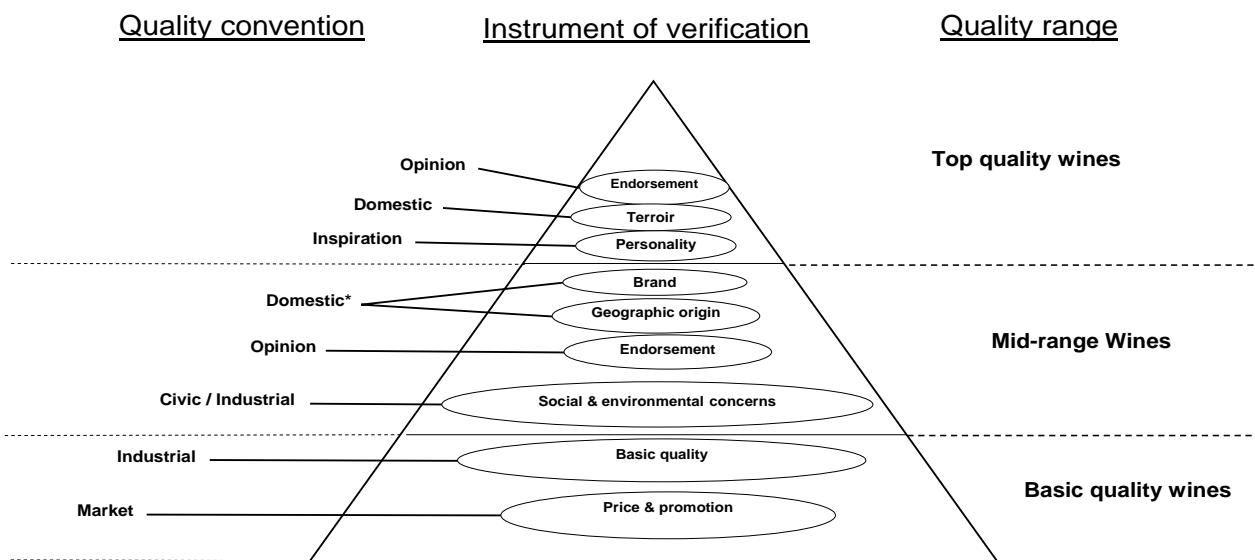 Quality convention Instrument of verification Quality range
Top quality wines
Opinion Endorsement
Domestic Terroir
Inspiration Personality
Brand
Domestic*
Geographic origin
Mid-range Wines
Opinion Endorsement
Civic / Industrial Social & environmental concerns
Industrial Basic quality
Basic quality wines
Market Price & promotion